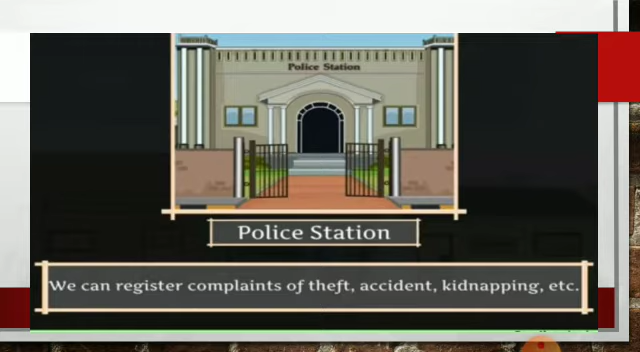 Police Station
Police Station
We can register complaints of theft, accident, kidnapping, etc.